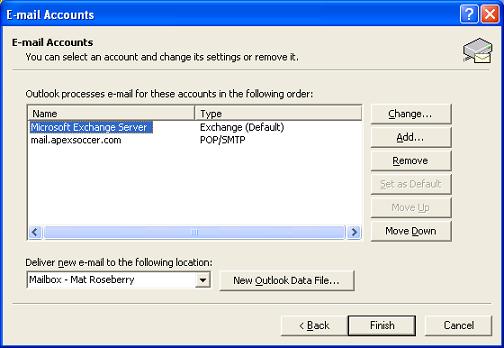 E-mail Accounts
E-mail Accounts
You can select an account and change its settings or remove it.
Outlook processes e-mail for these accounts in the following order:
Name Type
Microsoft Exchange Server Exchange (Default)
mail.apexsoccer.com POP/SMTP
Change...
Add...
Remove
Set as Default
Move Up
Move Down
Deliver new e-mail to the following location:
Mailbox - Mat Roseberry New Outlook Data File...
< Back Finish Cancel